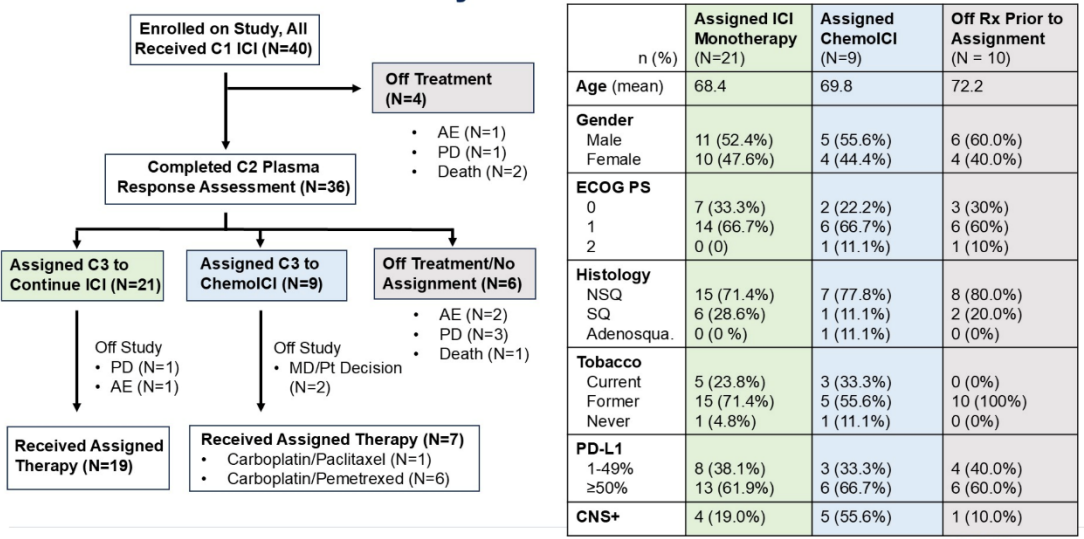 Enrolled on Study, All
Received C1 ICI (N=40)
Off Treatment
(N=4)
• AE (N=1)
• PD (N=1)
• Death (N=2)
Completed C2 Plasma
Response Assessment (N=36)
Assigned C3 to
Continue ICI (N=21)
Assigned C3 to
ChemoICI (N=9)
Off Treatment/No
Assignment (N=6)
• AE (N=2)
• PD (N=3)
• Death (N=1)
Off Study
• PD (N=1)
• AE (N=1)
Off Study
• MD/Pt Decision
(N=2)
Received Assigned
Therapy (N=19)
Received Assigned Therapy (N=7)
• Carboplatin/Paclitaxel (N=1)
• Carboplatin/Pemetrexed (N=6)
n (%) Assigned ICI Monotherapy (N=21) Assigned ChemoICI (N=9) Off Rx Prior to Assignment (N = 10)
Age (mean) 68.4 69.8 72.2
Gender
Male 11 (52.4%) 5 (55.6%) 6 (60.0%)
Female 10 (47.6%) 4 (44.4%) 4 (40.0%)
ECOG PS
0 7 (33.3%) 2 (22.2%) 3 (30%)
1 14 (66.7%) 6 (66.7%) 6 (60%)
2 0 (0) 1 (11.1%) 1 (10%)
Histology
NSQ 15 (71.4%) 7 (77.8%) 8 (80.0%)
SQ 6 (28.6%) 1 (11.1%) 2 (20.0%)
Adenosqua. 0 (0 %) 1 (11.1%) 0 (0%)
Tobacco
Current 5 (23.8%) 3 (33.3%) 0 (0%)
Former 15 (71.4%) 5 (55.6%) 10 (100%)
Never 1 (4.8%) 1 (11.1%) 0 (0%)
PD-L1
1-49% 8 (38.1%) 3 (33.3%) 4 (40.0%)
≥50% 13 (61.9%) 6 (66.7%) 6 (60.0%)
CNS+ 4 (19.0%) 5 (55.6%) 1 (10.0%)